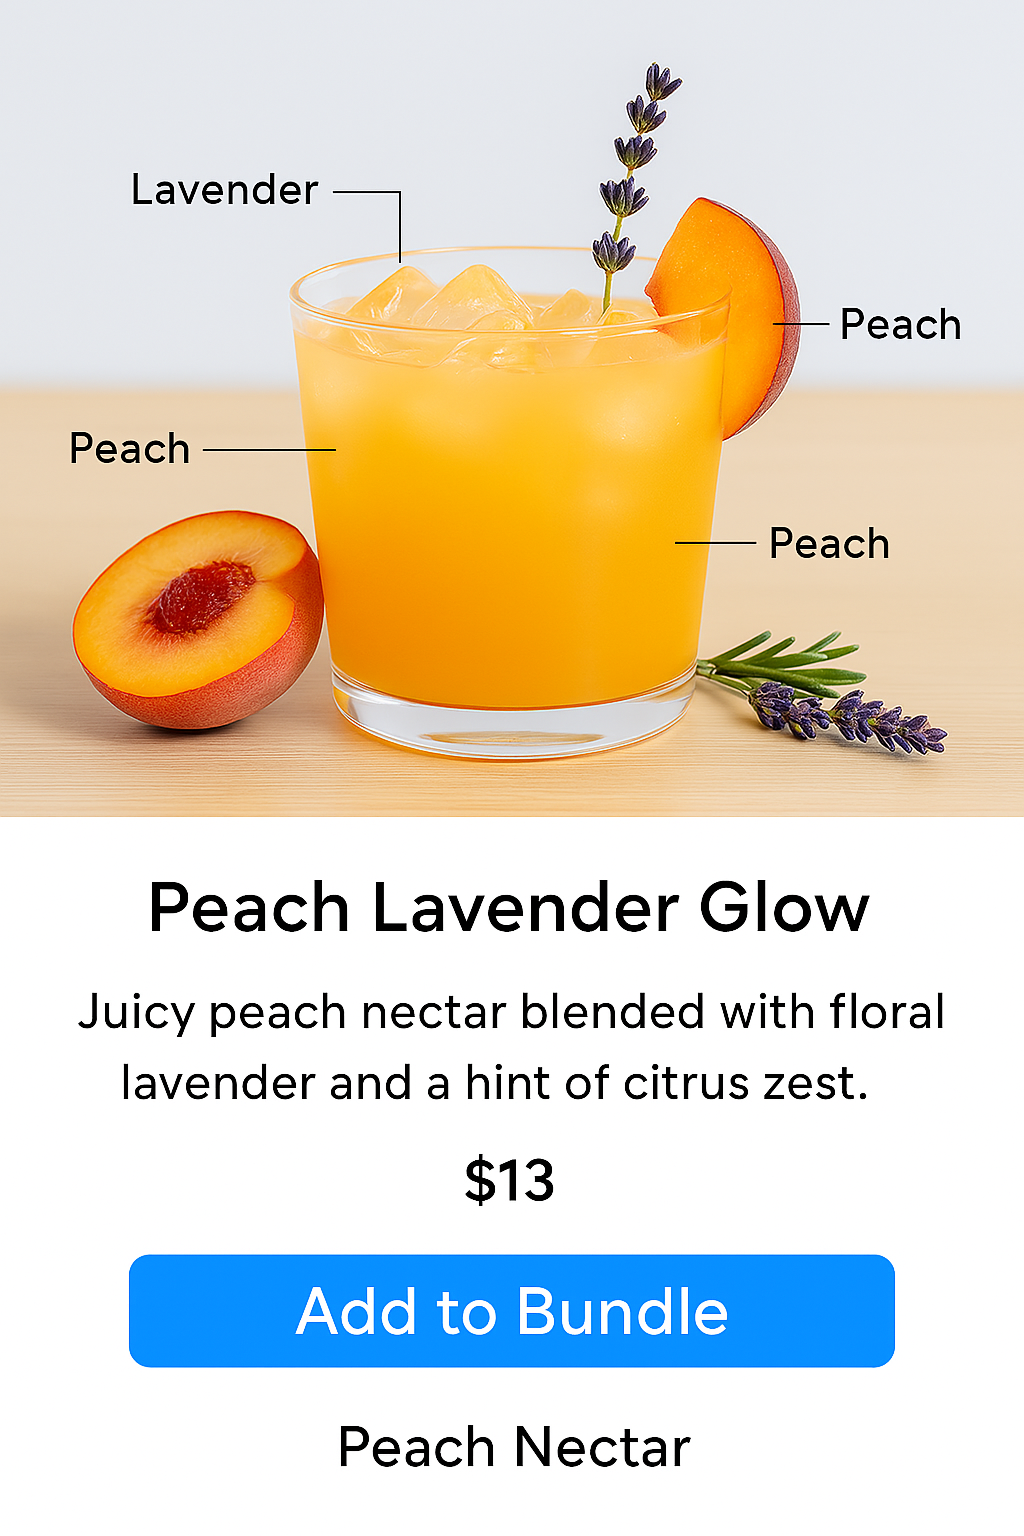 Lavender
Peach
Peach
Peach
Peach Lavender Glow
Juicy peach nectar blended with floral
lavender and a hint of citrus zest.
$13
Add to Bundle
Peach Nectar